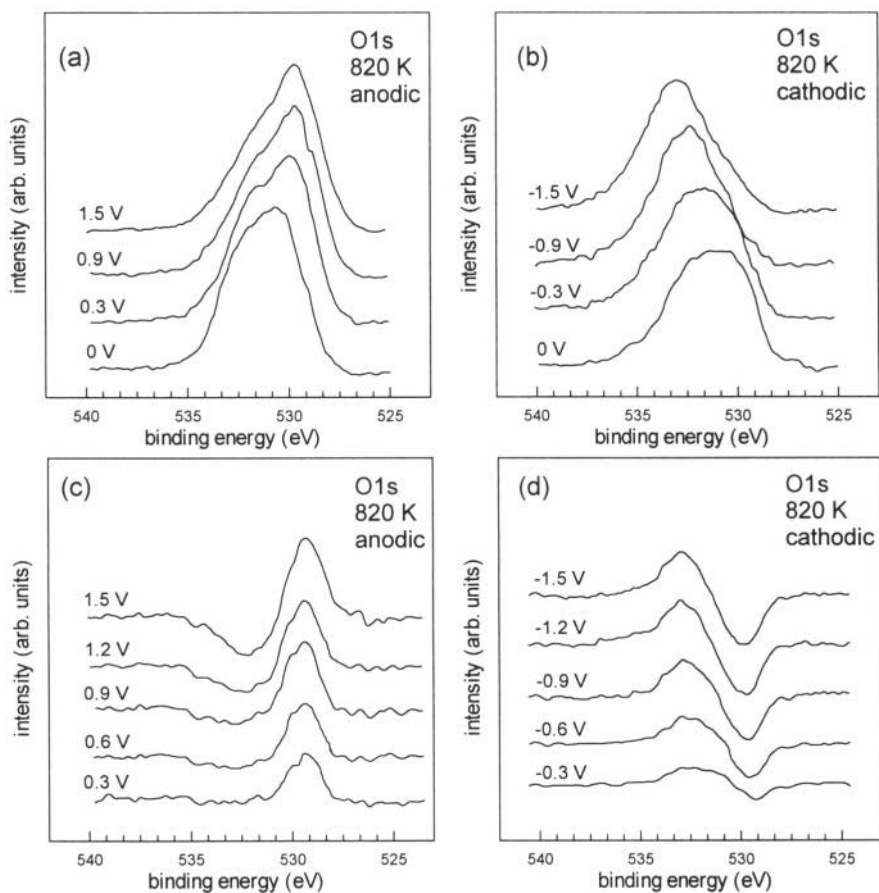 (a)
O1s
820 K
anodic
1.5 V
0.9 V
0.3 V
0 V
intensity (arb. units)
540 535 530 525
binding energy (eV)
(b)
O1s
820 K
cathodic
-1.5 V
-0.9 V
-0.3 V
0 V
intensity (arb. units)
540 535 530 525
binding energy (eV)
(c)
O1s
820 K
anodic
1.5 V
1.2 V
0.9 V
0.6 V
0.3 V
intensity (arb. units)
540 535 530 525
binding energy (eV)
(d)
O1s
820 K
cathodic
-1.5 V
-1.2 V
-0.9 V
-0.6 V
-0.3 V
intensity (arb. units)
540 535 530 525
binding energy (eV)